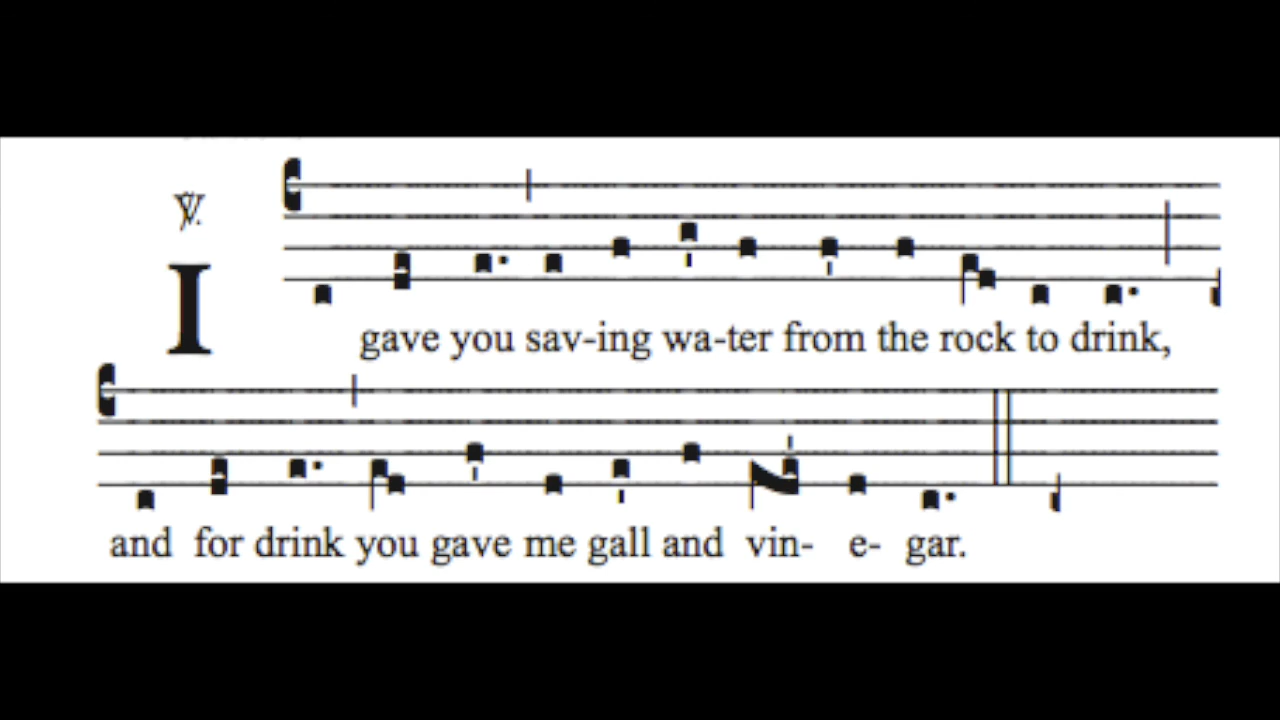 ℣.
I gave you sav-ing wa-ter from the rock to drink,
and for drink you gave me gall and vin- e- gar.